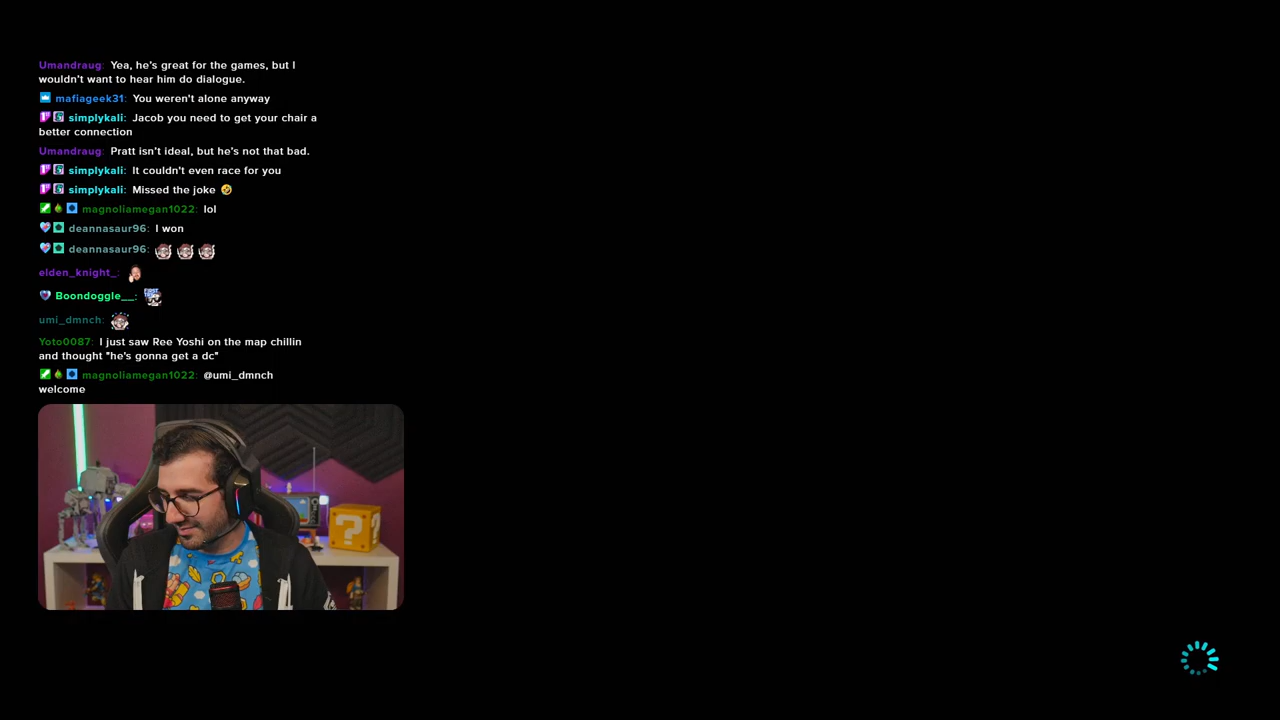 Umandraug: Yea, he's great for the games, but I
wouldn't want to hear him do dialogue.
mafiageek31: You weren't alone anyway
simplykali: Jacob you need to get your chair a
better connection
Umandraug: Pratt isn't ideal, but he's not that bad.
simplykali: It couldn't even race for you
simplykali: Missed the joke 🤣
magnoliamegan1022: lol
deannasaur96: I won
deannasaur96:
elden_knight_:
Boondoggle__:
umi_dmnch:
Yoto0087: I just saw Ree Yoshi on the map chillin
and thought "he's gonna get a dc"
magnoliamegan1022: @umi_dmnch
welcome
?